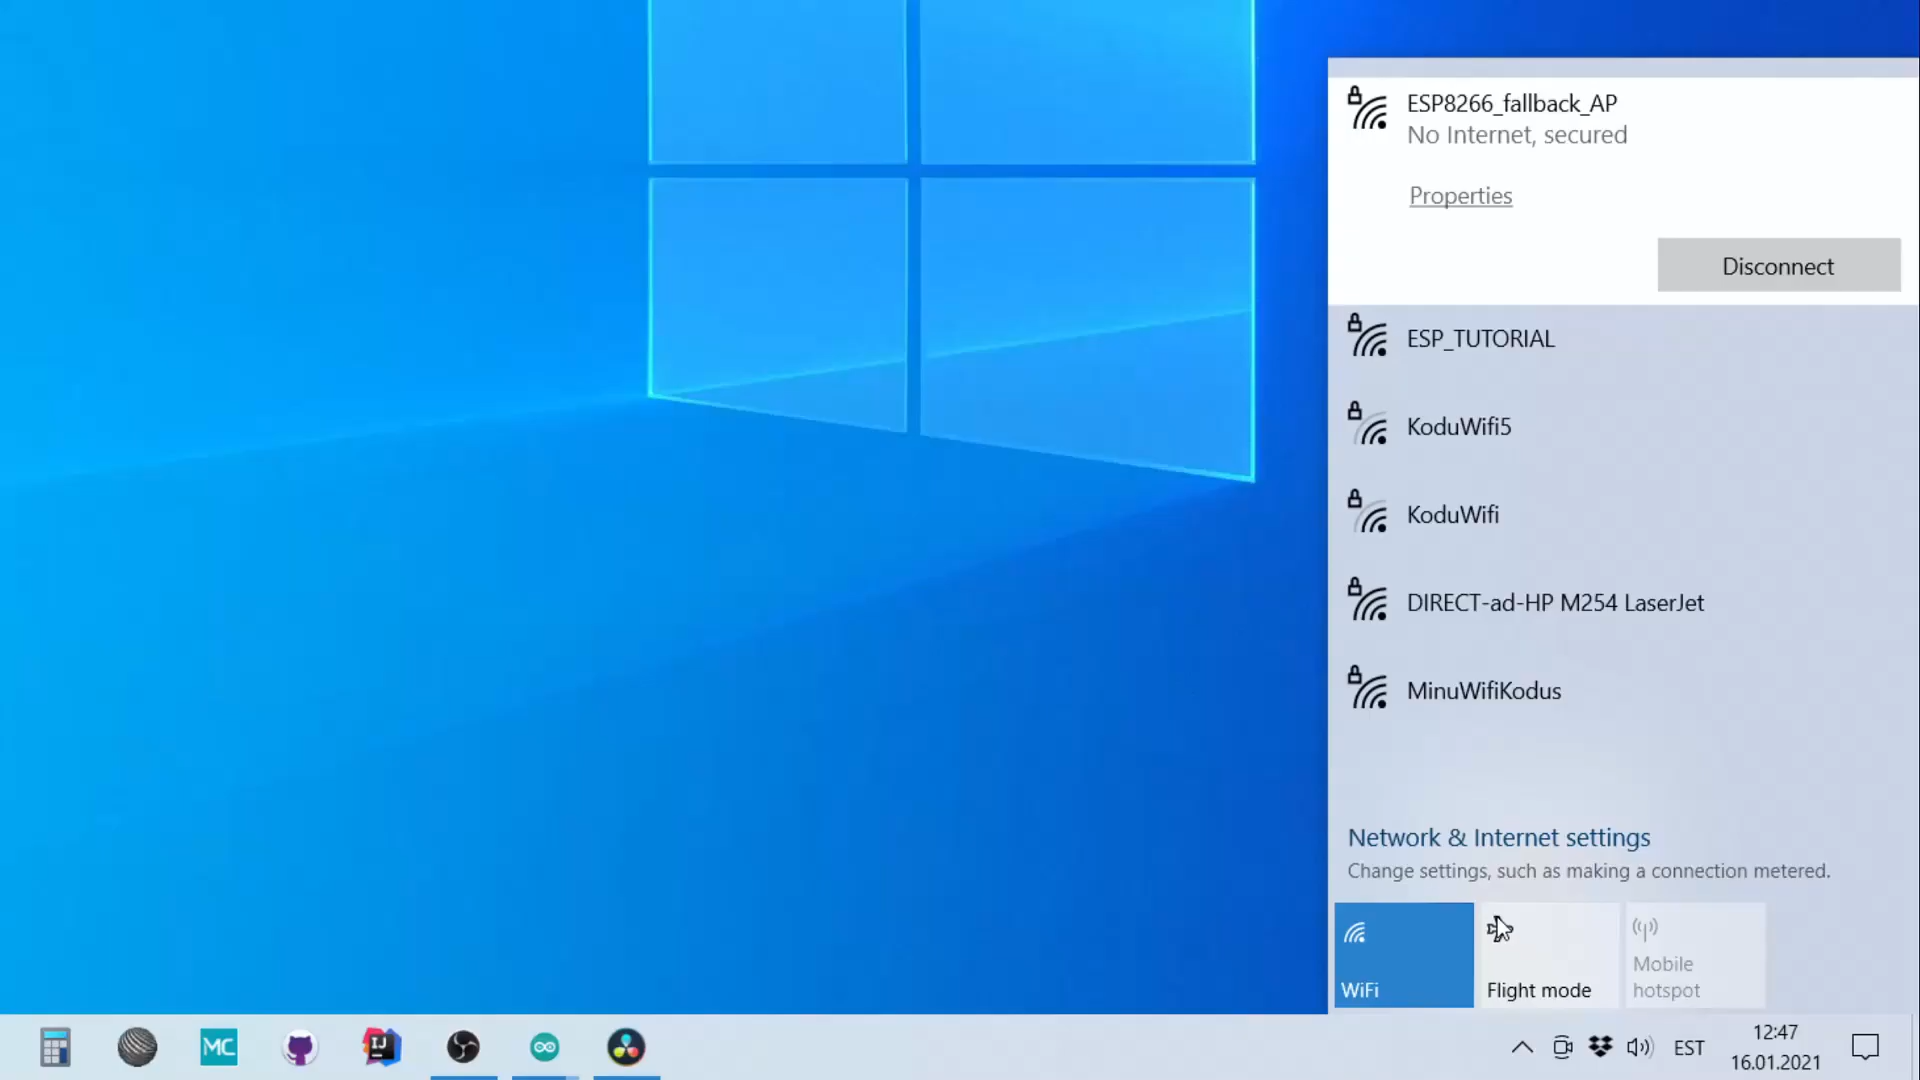 ESP8266_fallback_AP
No Internet, secured
Properties
Disconnect
ESP_TUTORIAL
KoduWifi5
KoduWifi
DIRECT-ad-HP M254 LaserJet
MinuWifiKodus
Network & Internet settings
Change settings, such as making a connection metered.
WiFi
Flight mode
Mobile
hotspot
MC
IJ
EST
12:47
16.01.2021